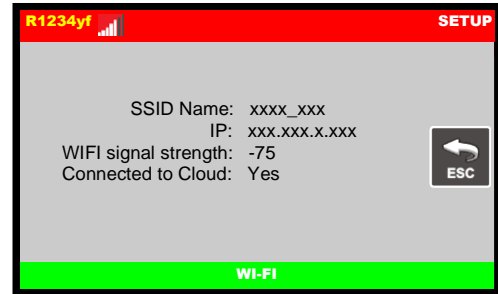 R1234yf SETUP
SSID Name: xxxx_xxx
IP: xxx.xxx.x.xxx
WIFI signal strength: -75
Connected to Cloud: Yes
ESC
WI-FI